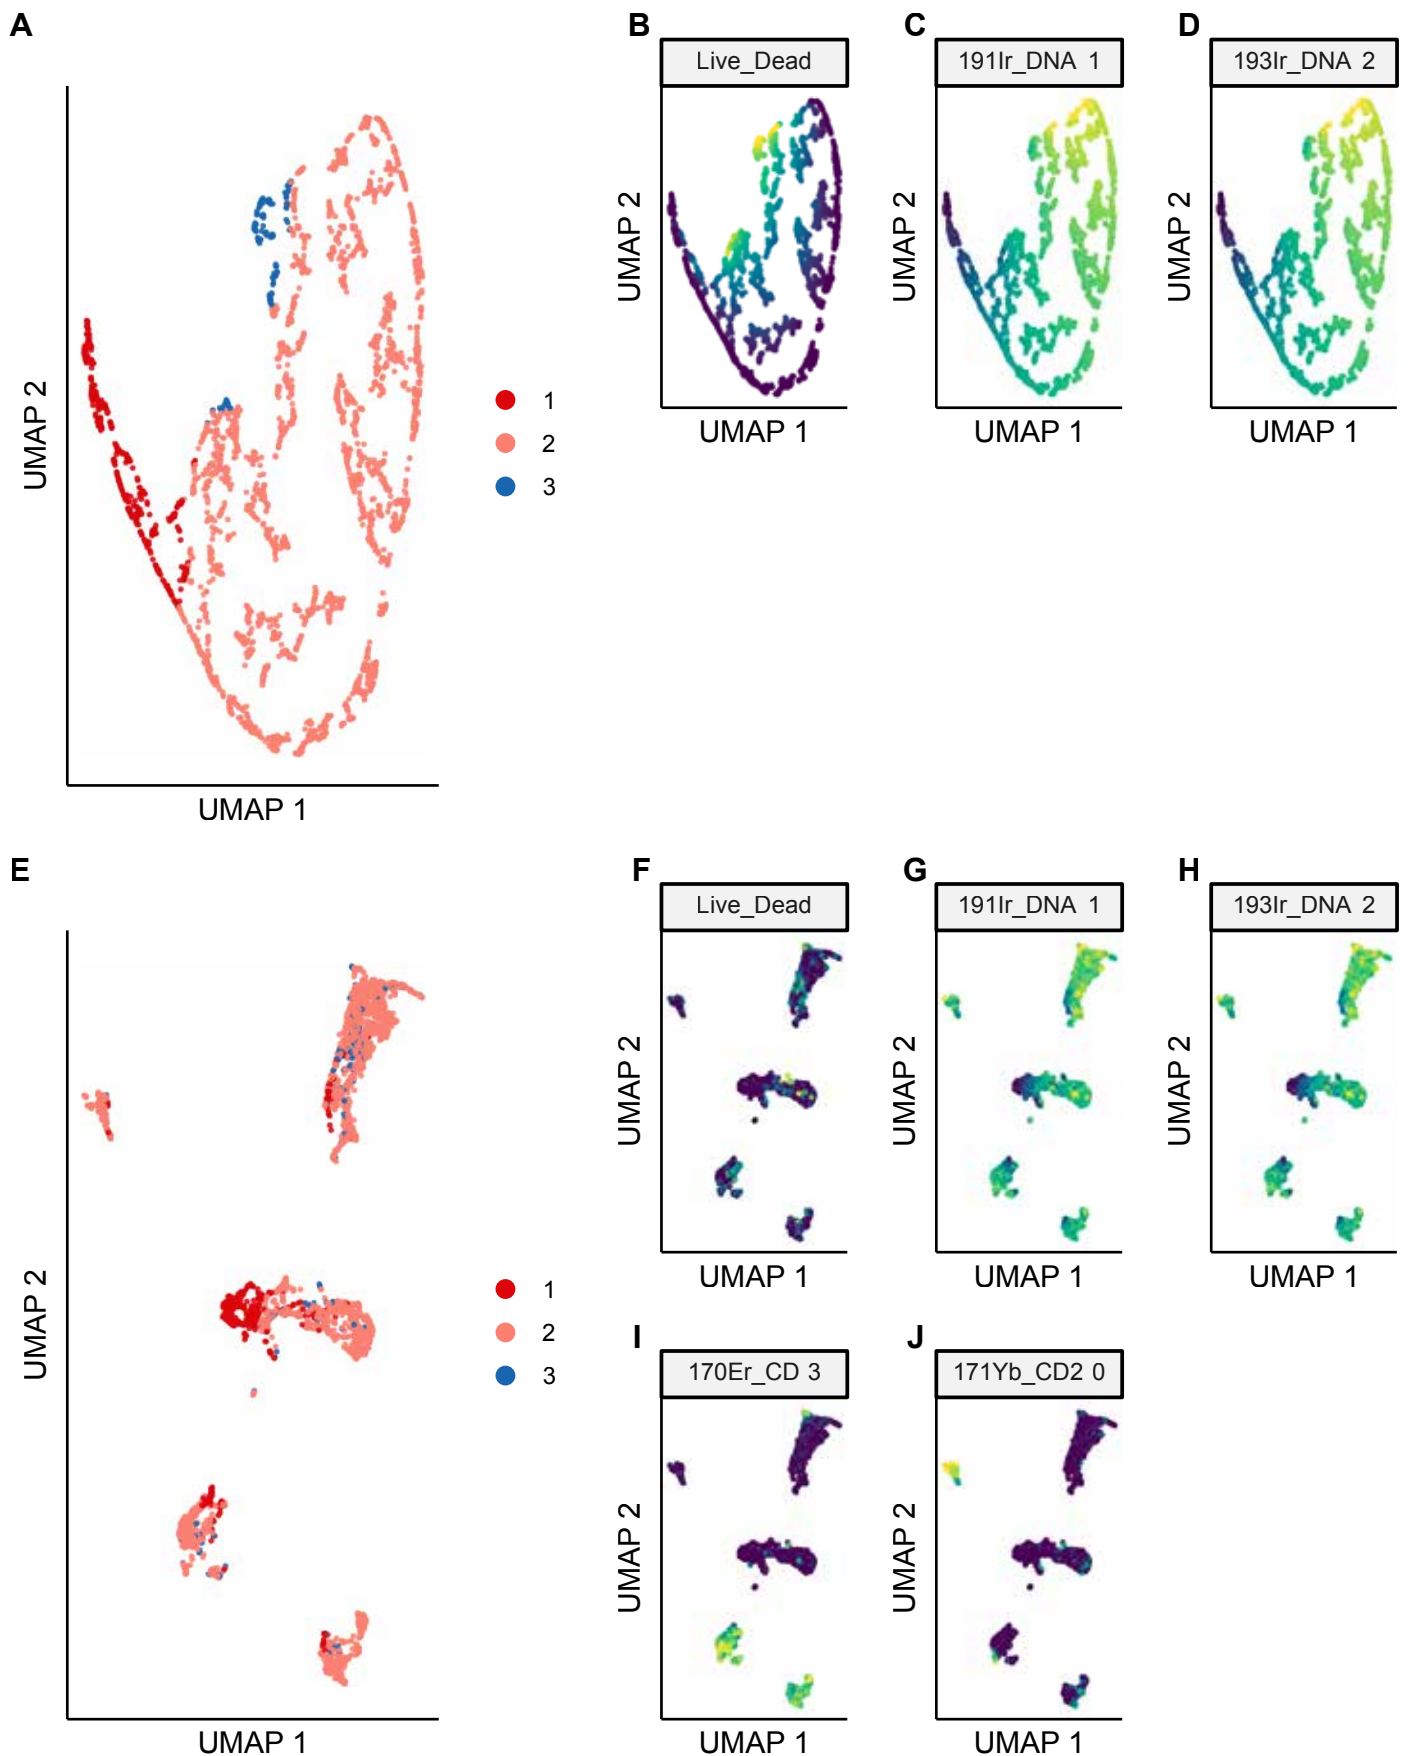 A
UMAP 2
UMAP 1
1
2
3
B
Live_Dead
UMAP 2
UMAP 1
C
191Ir_DNA 1
UMAP 2
UMAP 1
D
193Ir_DNA 2
UMAP 2
UMAP 1
E
UMAP 2
UMAP 1
1
2
3
F
Live_Dead
UMAP 2
UMAP 1
G
191Ir_DNA 1
UMAP 2
UMAP 1
H
193Ir_DNA 2
UMAP 2
UMAP 1
I
170Er_CD 3
UMAP 2
UMAP 1
J
171Yb_CD2 0
UMAP 2
UMAP 1